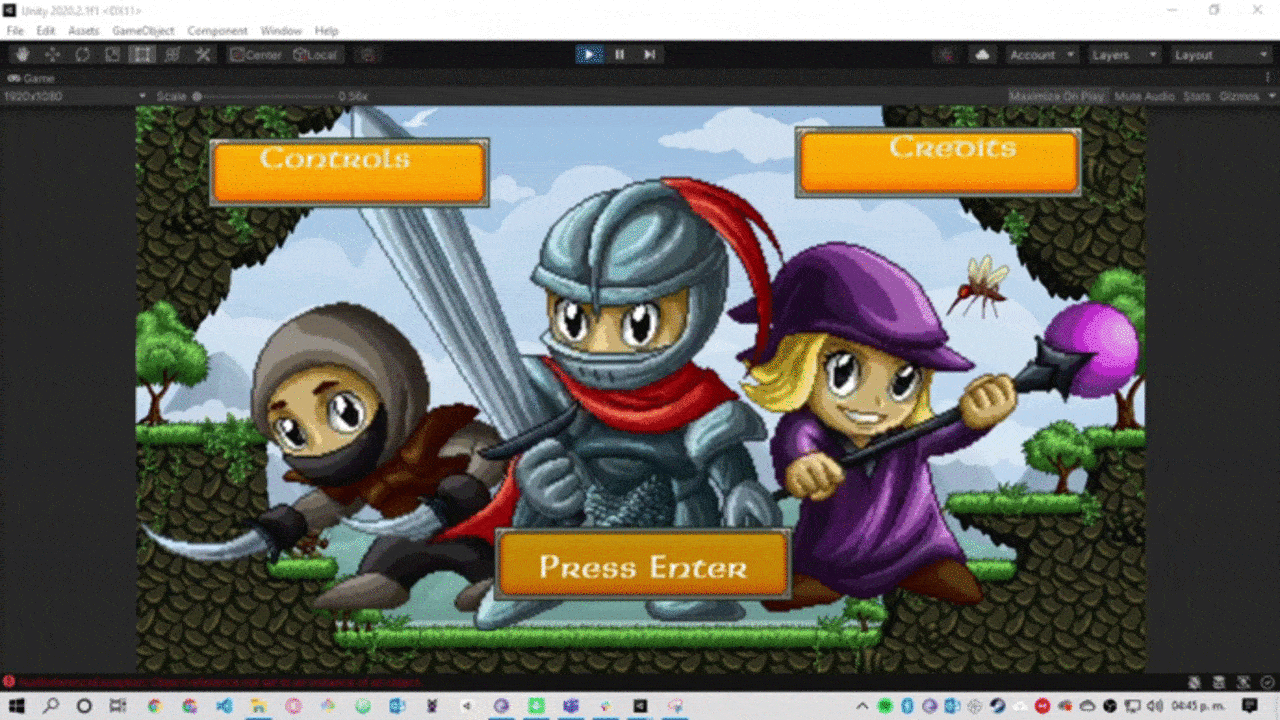 Unity 2020.2.1f1 <DX11>
File Edit Assets GameObject Component Window Help
Center Local
Account Layers Layout
Game
1920x1080 Scale 0.56x Maximize On Play Mute Audio Stats Gizmos
Controls
Credits
Press Enter
04:45 p. m.